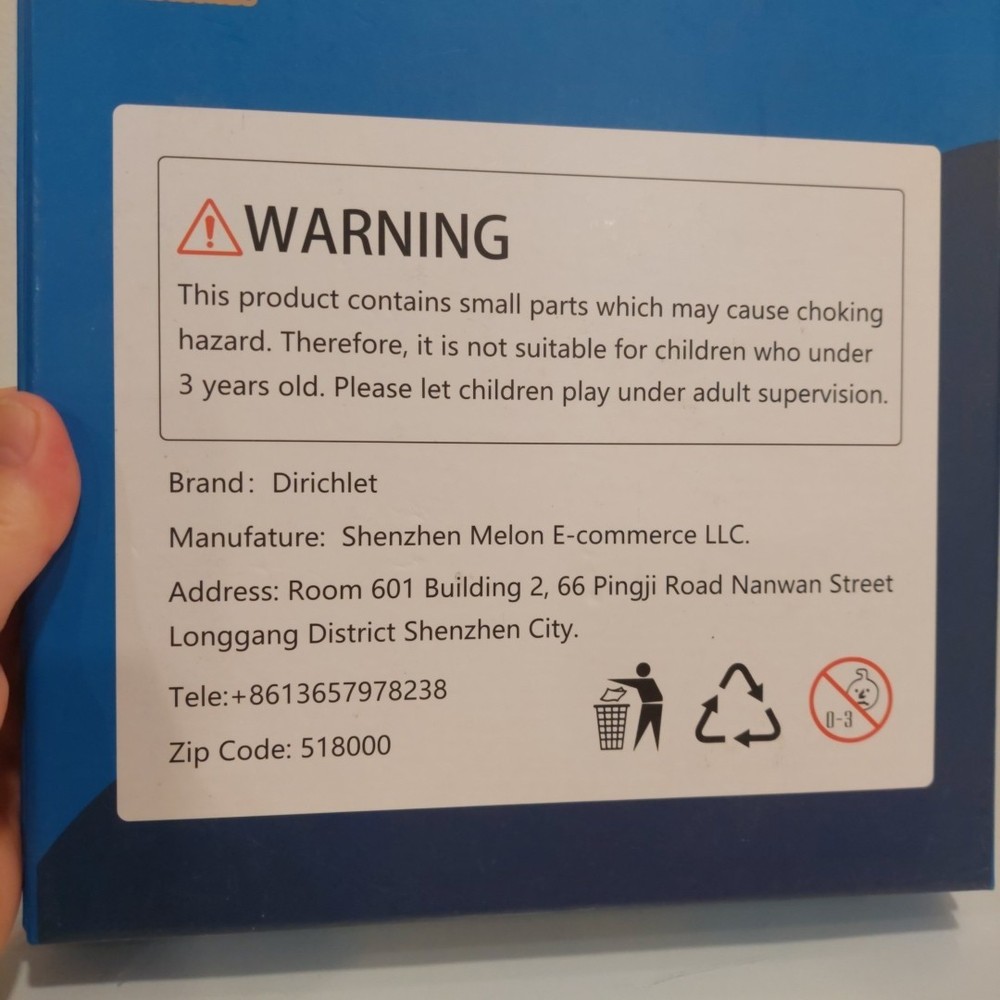 WARNING
This product contains small parts which may cause choking
hazard. Therefore, it is not suitable for children who under
3 years old. Please let children play under adult supervision.
Brand: Dirichlet
Manufature: Shenzhen Melon E-commerce LLC.
Address: Room 601 Building 2, 66 Pingji Road Nanwan Street
Longgang District Shenzhen City.
Tele:+8613657978238
0-3
Zip Code: 518000